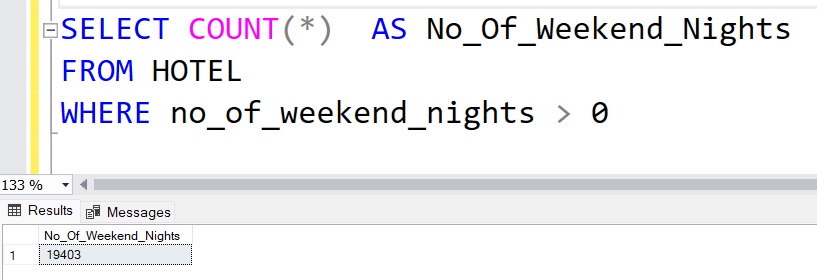 SELECT COUNT(*)  AS No_Of_Weekend_Nights
FROM HOTEL
WHERE no_of_weekend_nights > 0
133 %
Results Messages
No_Of_Weekend_Nights
1 19403